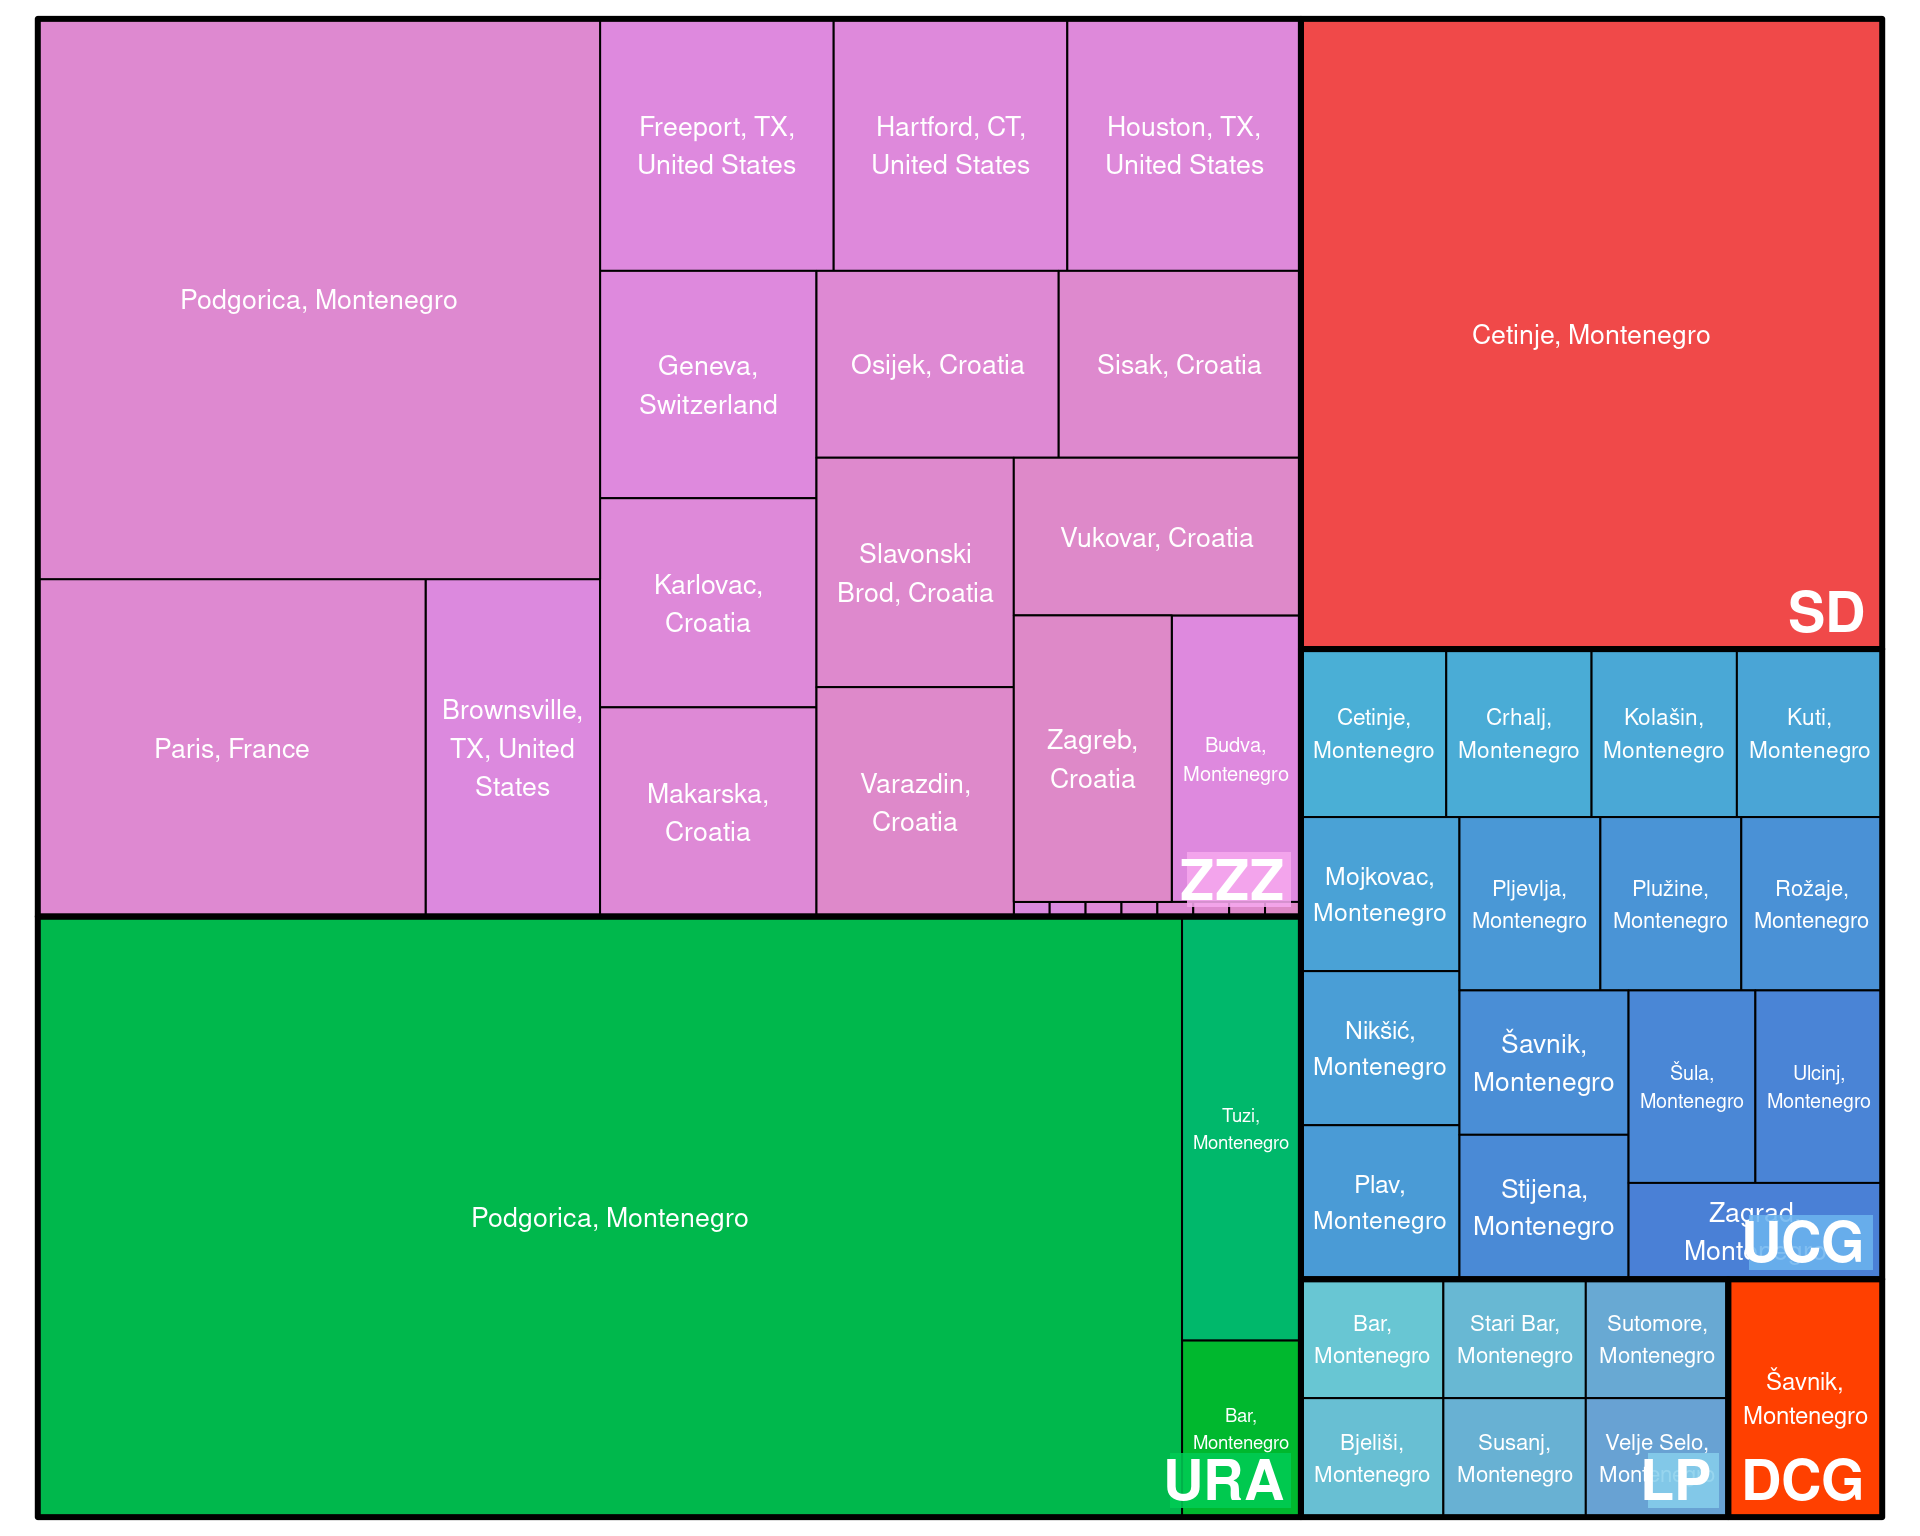 Podgorica, Montenegro
Paris, France
Brownsville,
TX, United
States
Freeport, TX,
United States
Hartford, CT,
United States
Houston, TX,
United States
Geneva,
Switzerland
Osijek, Croatia
Sisak, Croatia
Karlovac,
Croatia
Slavonski
Brod, Croatia
Vukovar, Croatia
Makarska,
Croatia
Varazdin,
Croatia
Zagreb,
Croatia
Budva,
Montenegro
ZZZ
Podgorica, Montenegro
Tuzi,
Montenegro
Bar,
Montenegro
URA
Cetinje, Montenegro
SD
Cetinje,
Montenegro
Crhalj,
Montenegro
Kolašin,
Montenegro
Kuti,
Montenegro
Mojkovac,
Montenegro
Pljevlja,
Montenegro
Plužine,
Montenegro
Rožaje,
Montenegro
Nikšić,
Montenegro
Šavnik,
Montenegro
Šula,
Montenegro
Ulcinj,
Montenegro
Plav,
Montenegro
Stijena,
Montenegro
Zagrad,
Montenegro
UCG
Bar,
Montenegro
Stari Bar,
Montenegro
Sutomore,
Montenegro
Bjeliši,
Montenegro
Susanj,
Montenegro
Velje Selo,
Montenegro
LP
Šavnik,
Montenegro
DCG